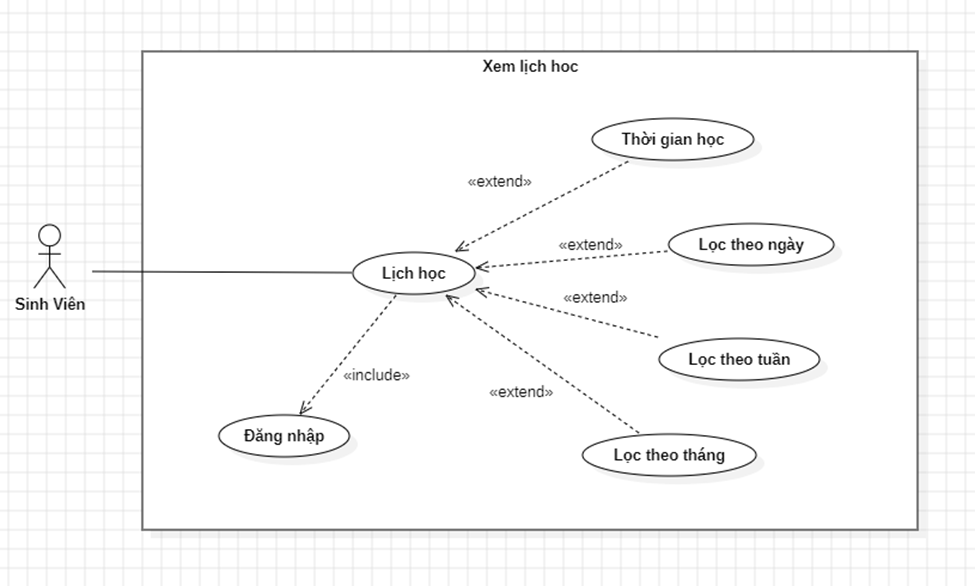 Xem lịch hoc
Thời gian học
«extend»
Lọc theo ngày
«extend»
Lịch học
Sinh Viên
«extend»
Lọc theo tuần
«include»
«extend»
Đăng nhập
Lọc theo tháng